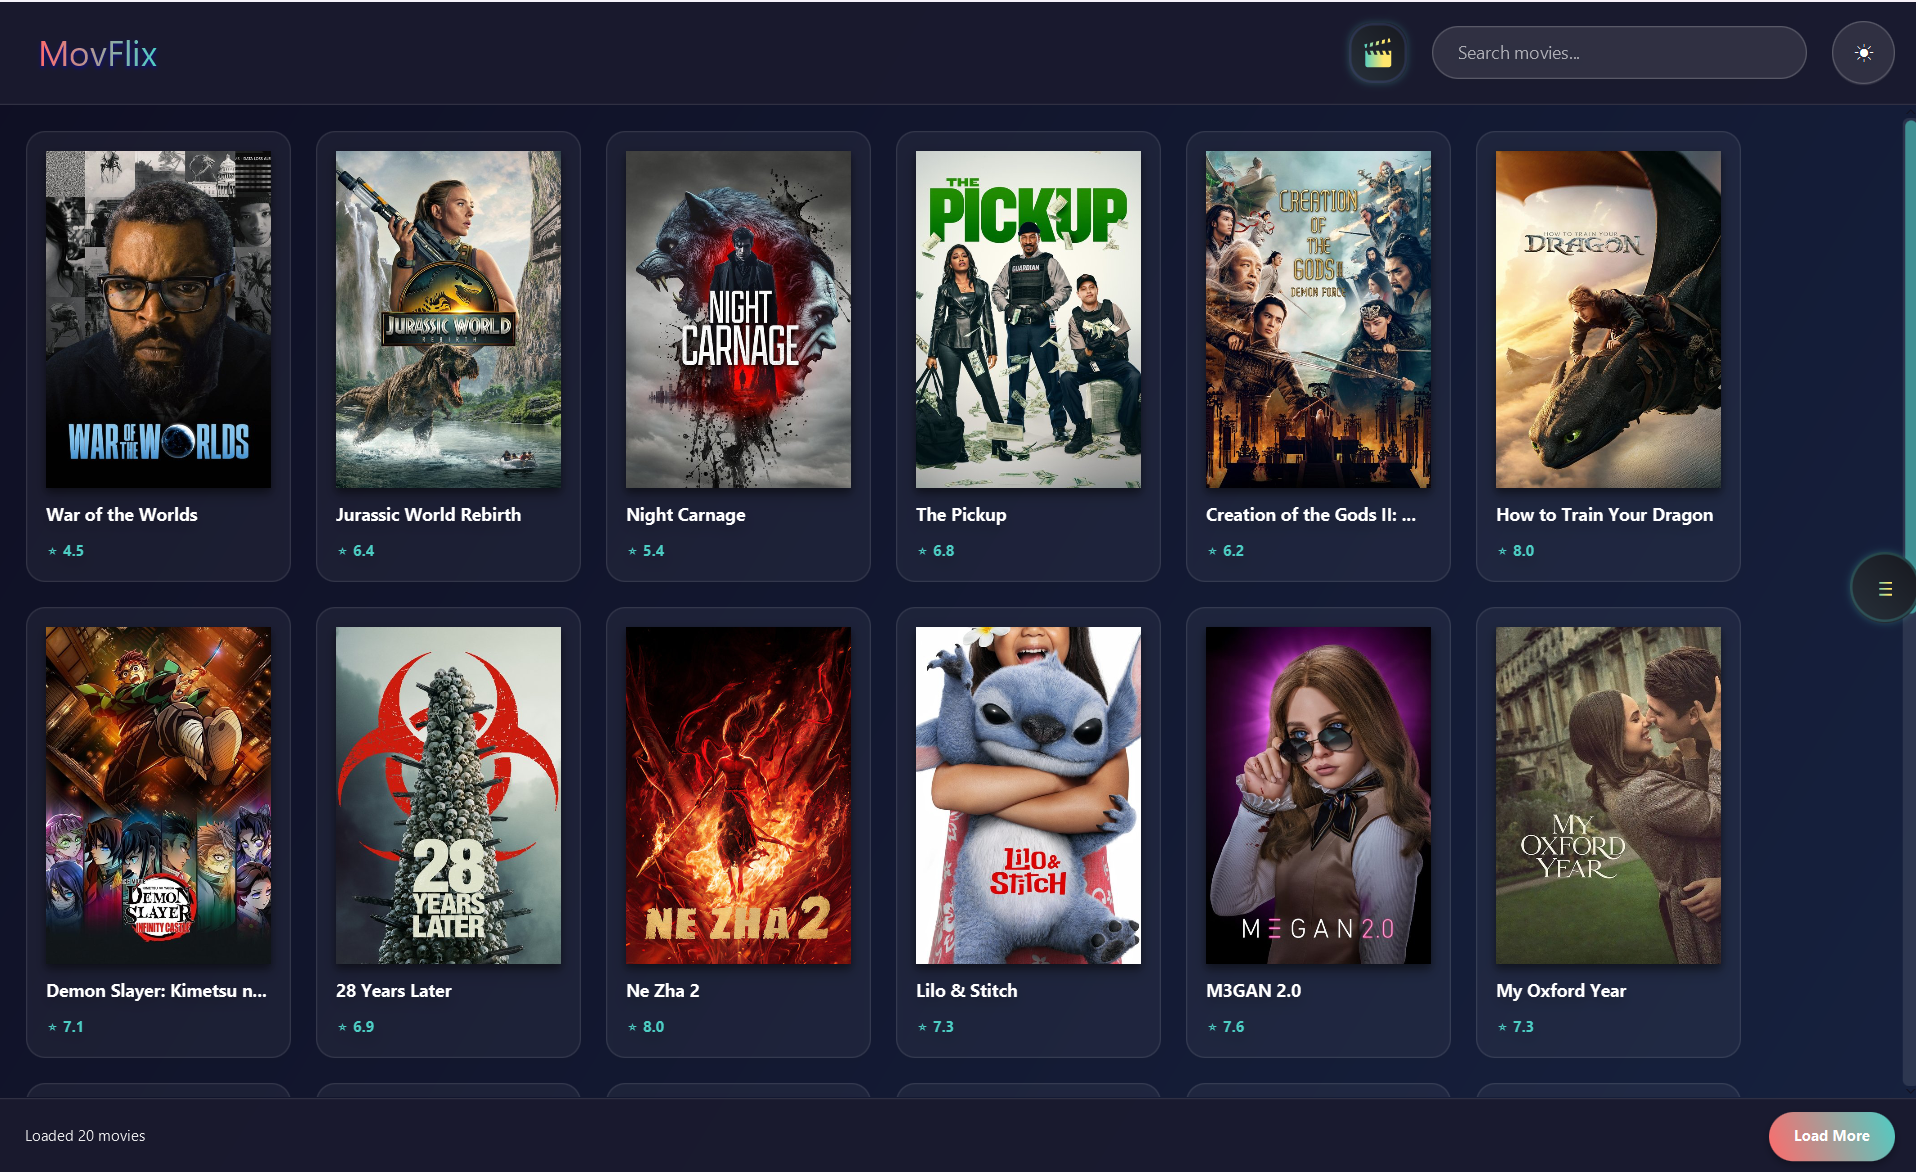 MovFlix
Search movies...
WAR OF THE WORLDS
JURASSIC WORLD
REBIRTH
NIGHT
CARNAGE
THE
PICKUP
GUARDIAN
CREATION
OF
THE
GODS II
DEMON FORCE
HOW TO TRAIN YOUR
DRAGON
War of the Worlds
Jurassic World Rebirth
Night Carnage
The Pickup
Creation of the Gods II: ...
How to Train Your Dragon
4.5
6.4
5.4
6.8
6.2
8.0
DEMON
SLAYER
INFINITY CASTLE
28
YEARS
LATER
NE ZHA 2
Lilo &
Stitch
M3GAN 2.0
MY
OXFORD
YEAR
Demon Slayer: Kimetsu n...
28 Years Later
Ne Zha 2
Lilo & Stitch
M3GAN 2.0
My Oxford Year
7.1
6.9
8.0
7.3
7.6
7.3
Loaded 20 movies
Load More